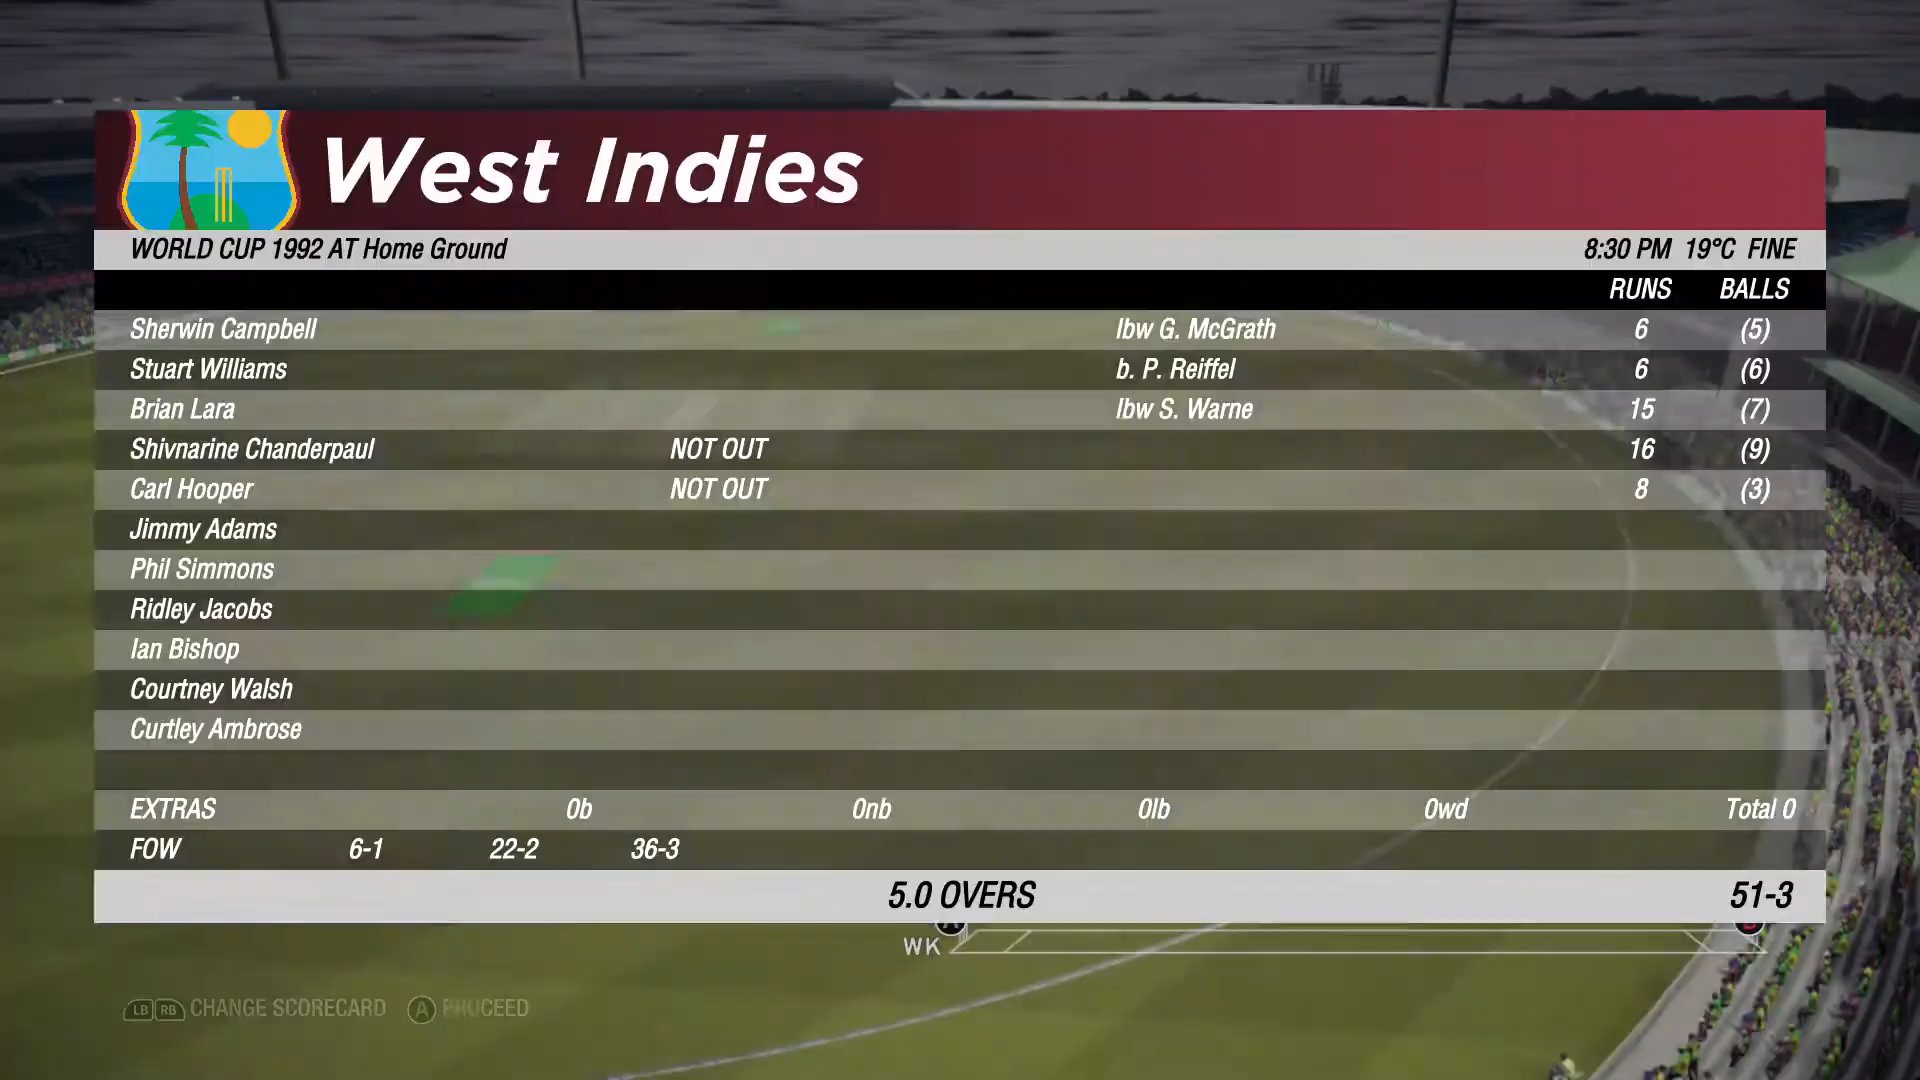 West Indies
WORLD CUP 1992 AT Home Ground 8:30 PM 19°C FINE
RUNS BALLS
Sherwin Campbell lbw G. McGrath 6 (5)
Stuart Williams b. P. Reiffel 6 (6)
Brian Lara lbw S. Warne 15 (7)
Shivnarine Chanderpaul NOT OUT 16 (9)
Carl Hooper NOT OUT 8 (3)
Jimmy Adams
Phil Simmons
Ridley Jacobs
Ian Bishop
Courtney Walsh
Curtley Ambrose
EXTRAS 0b 0nb 0lb 0wd Total 0
FOW 6-1 22-2 36-3
5.0 OVERS 51-3
WK
LB RB CHANGE SCORECARD A PROCEED